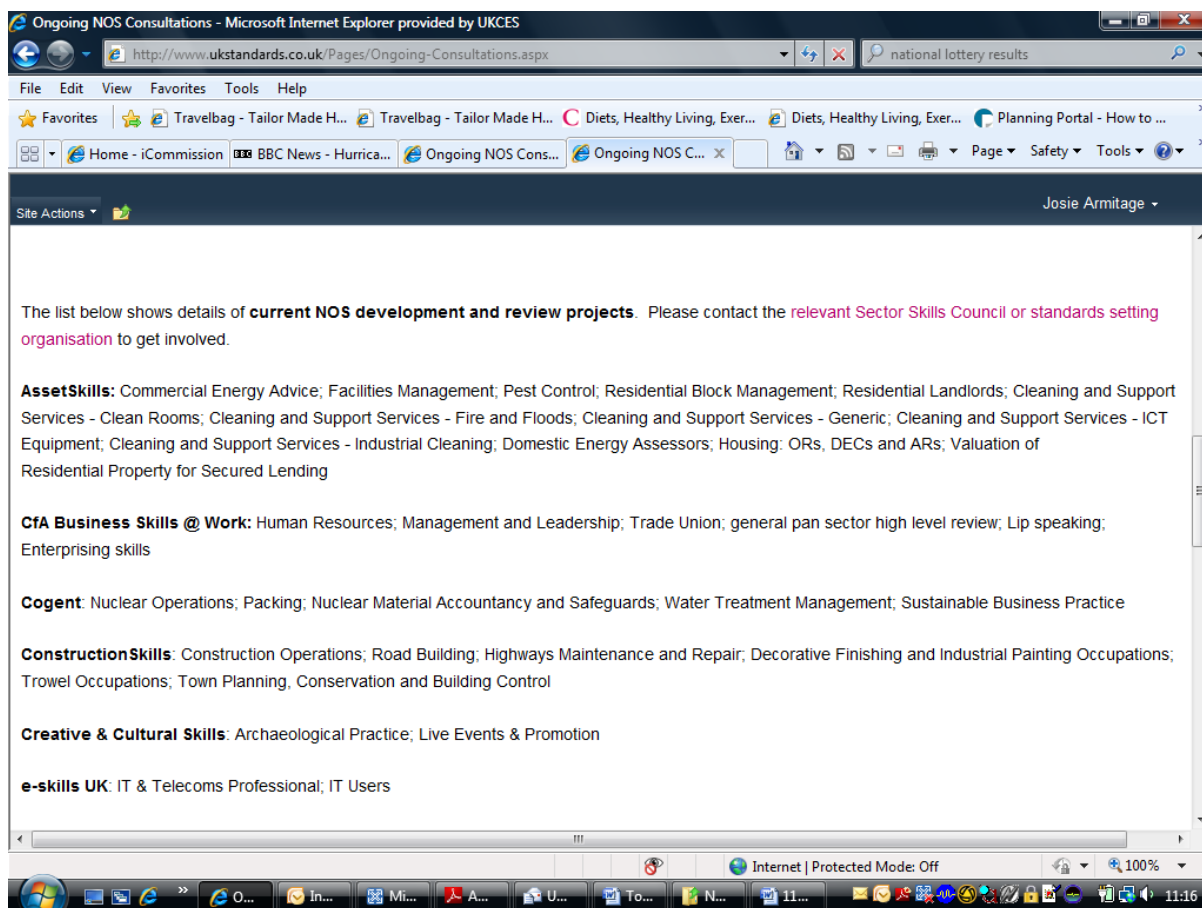 Ongoing NOS Consultations - Microsoft Internet Explorer provided by UKCES
http://www.ukstandards.co.uk/Pages/Ongoing-Consultations.aspx
national lottery results
File Edit View Favorites Tools Help
Favorites Travelbag - Tailor Made H... Travelbag - Tailor Made H... Diets, Healthy Living, Exer... Diets, Healthy Living, Exer... Planning Portal - How to ...
Home - iCommission BBC News - Hurrica... Ongoing NOS Cons... Ongoing NOS C... Page Safety Tools
Site Actions Josie Armitage
The list below shows details of current NOS development and review projects. Please contact the relevant Sector Skills Council or standards setting
organisation to get involved.
AssetSkills: Commercial Energy Advice; Facilities Management; Pest Control; Residential Block Management; Residential Landlords; Cleaning and Support
Services - Clean Rooms; Cleaning and Support Services - Fire and Floods; Cleaning and Support Services - Generic; Cleaning and Support Services - ICT
Equipment; Cleaning and Support Services - Industrial Cleaning; Domestic Energy Assessors; Housing: ORs, DECs and ARs; Valuation of
Residential Property for Secured Lending
CfA Business Skills @ Work: Human Resources; Management and Leadership; Trade Union; general pan sector high level review; Lip speaking;
Enterprising skills
Cogent: Nuclear Operations; Packing; Nuclear Material Accountancy and Safeguards; Water Treatment Management; Sustainable Business Practice
ConstructionSkills: Construction Operations; Road Building; Highways Maintenance and Repair; Decorative Finishing and Industrial Painting Occupations;
Trowel Occupations; Town Planning, Conservation and Building Control
Creative & Cultural Skills: Archaeological Practice; Live Events & Promotion
e-skills UK: IT & Telecoms Professional; IT Users
Internet | Protected Mode: Off 100%
O... In... Mi... A... U... To... N... 11... 11:16